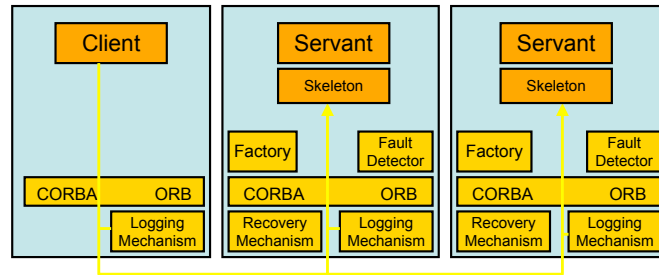 Client
CORBA ORB
Logging
Mechanism
Servant
Skeleton
Factory
Fault
Detector
CORBA ORB
Recovery
Mechanism
Logging
Mechanism
Servant
Skeleton
Factory
Fault
Detector
CORBA ORB
Recovery
Mechanism
Logging
Mechanism